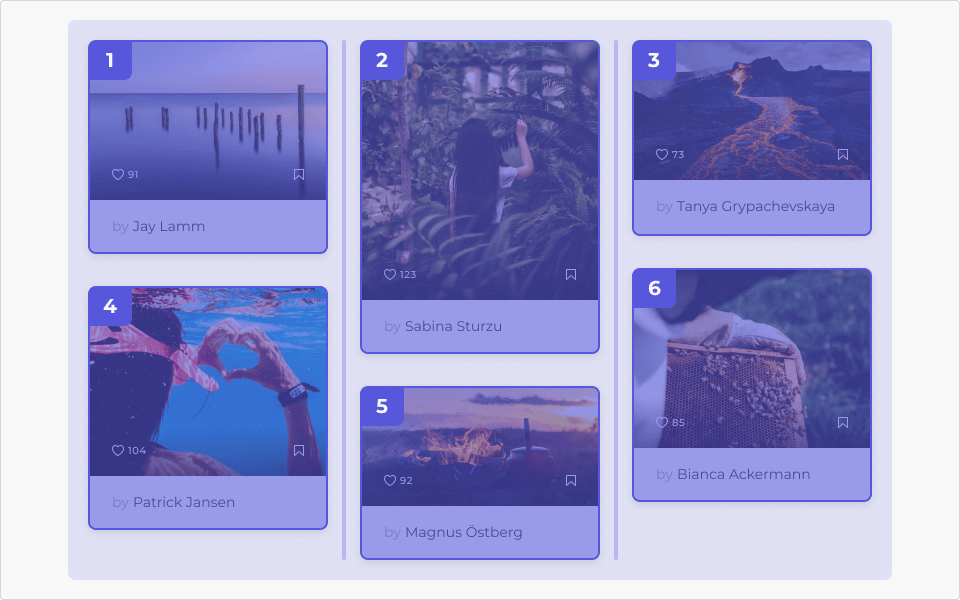 1
91
by Jay Lamm
2
123
by Sabina Sturzu
3
73
by Tanya Grypachevskaya
4
104
by Patrick Jansen
5
92
by Magnus Östberg
6
85
by Bianca Ackermann